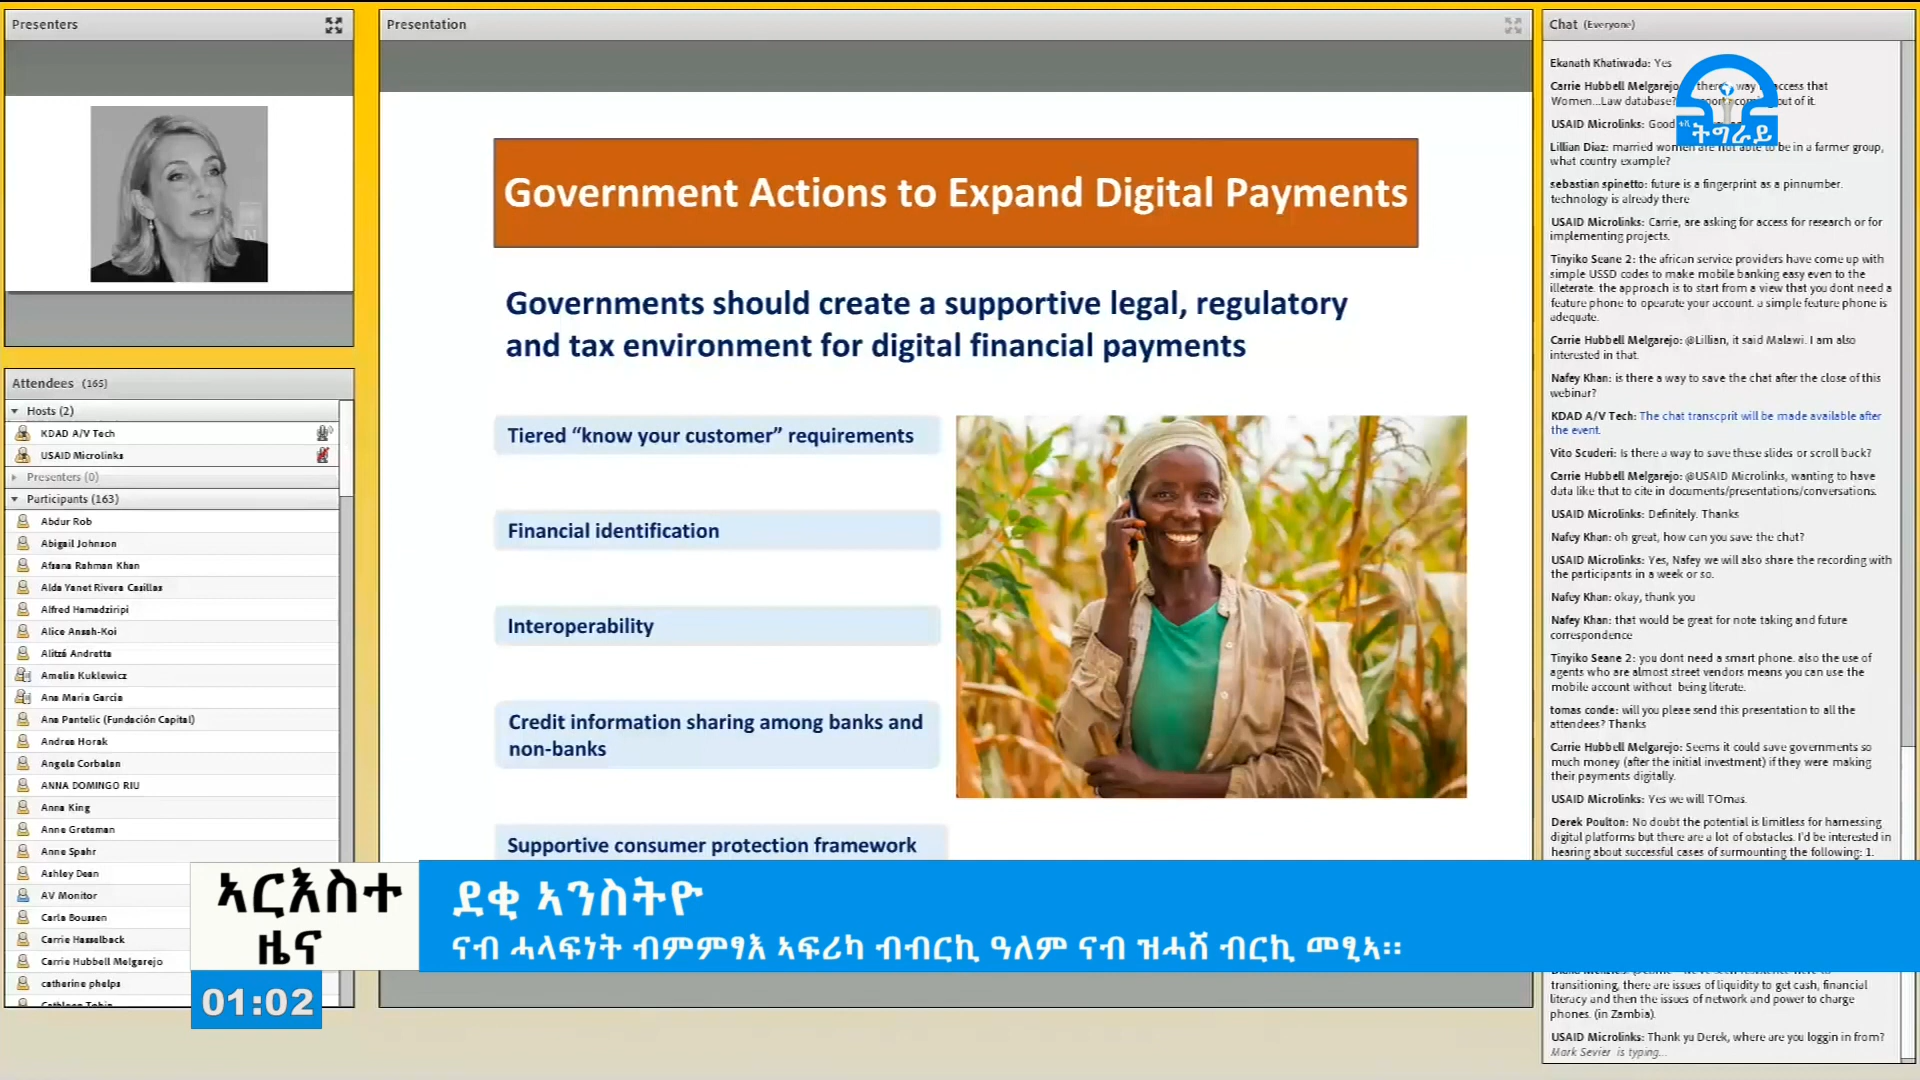 Presenters
Attendees (165)
Hosts (2)
KDAD A/V Tech
USAID Microlinks
Presenters (0)
Participants (163)
Abdur Rob
Abigail Johnson
Afsana Rahman Khan
Alda Yanet Rivera Casillas
Alfred Hamadziripi
Alice Ansah-Koi
Alitzá Andretta
Amelia Kuklewicz
Ana Maria Garcia
Ana Pantelic (Fundación Capital)
Andrea Horak
Angela Corbalan
ANNA DOMINGO RIU
Anna King
Anne Greteman
Anne Spahr
Ashley Dean
AV Monitor
Carla Boussen
Carrie Hasselback
Carrie Hubbell Melgarejo
catherine phelps
Presentation
Government Actions to Expand Digital Payments
Governments should create a supportive legal, regulatory
and tax environment for digital financial payments
Tiered “know your customer” requirements
Financial identification
Interoperability
Credit information sharing among banks and
non-banks
Supportive consumer protection framework
Chat (Everyone)
Ekanath Khatiwada: Yes
Carrie Hubbell Melgarejo
Women...Law database? out of it.
USAID Microlinks: Good
Lillian Diaz: married women are not able to be in a farmer group,
what country example?
sebastian spinetto: future is a fingerprint as a pinnumber.
technology is already there
USAID Microlinks: Carrie, are asking for access for research or for
implementing projects.
Tinyiko Seane 2: the african service providers have come up with
simple USSD codes to make mobile banking easy even to the
illeterate. the approach is to start from a view that you dont need a
feature phone to opearate your account. a simple feature phone is
adequate.
Carrie Hubbell Melgarejo: @Lillian, it said Malawi. I am also
interested in that.
Nafey Khan: is there a way to save the chat after the close of this
webinar?
KDAD A/V Tech: The chat transcprit will be made available after
the event.
Vito Scuderi: Is there a way to save these slides or scroll back?
Carrie Hubbell Melgarejo: @USAID Microlinks, wanting to have
data like that to cite in documents/presentations/conversations.
USAID Microlinks: Definitely. Thanks
Nafey Khan: oh great, how can you save the chat?
USAID Microlinks: Yes, Nafey we will also share the recording with
the participants in a week or so.
Nafey Khan: okay, thank you
Nafey Khan: that would be great for note taking and future
correspondence
Tinyiko Seane 2: you dont need a smart phone. also the use of
agents who are almost street vendors means you can use the
mobile account without being literate.
tomas conde: will you pleae send this presentation to all the
attendees? Thanks
Carrie Hubbell Melgarejo: Seems it could save governments so
much money (after the initial investment) if they were making
their payments digitally.
USAID Microlinks: Yes we will TOmas.
Derek Poulton: No doubt the potential is limitless for harnessing
digital platforms but there are a lot of obstacles. I'd be interested in
hearing about successful cases of surmounting the following: 1.
transitioning, there are issues of liquidity to get cash, financial
literacy and then the issues of network and power to charge
phones. (in Zambia).
USAID Microlinks: Thank yu Derek, where are you loggin in from?
Mark Sevier is typing...
ትግራይ
ኣርእስተ
ዜና
ደቂ ኣንስትዮ
ናብ ሓላፍነት ብምምፃእ ኣፍሪካ ብብርኪ ዓለም ናብ ዝሓሸ ብርኪ መፂኣ።
01:02